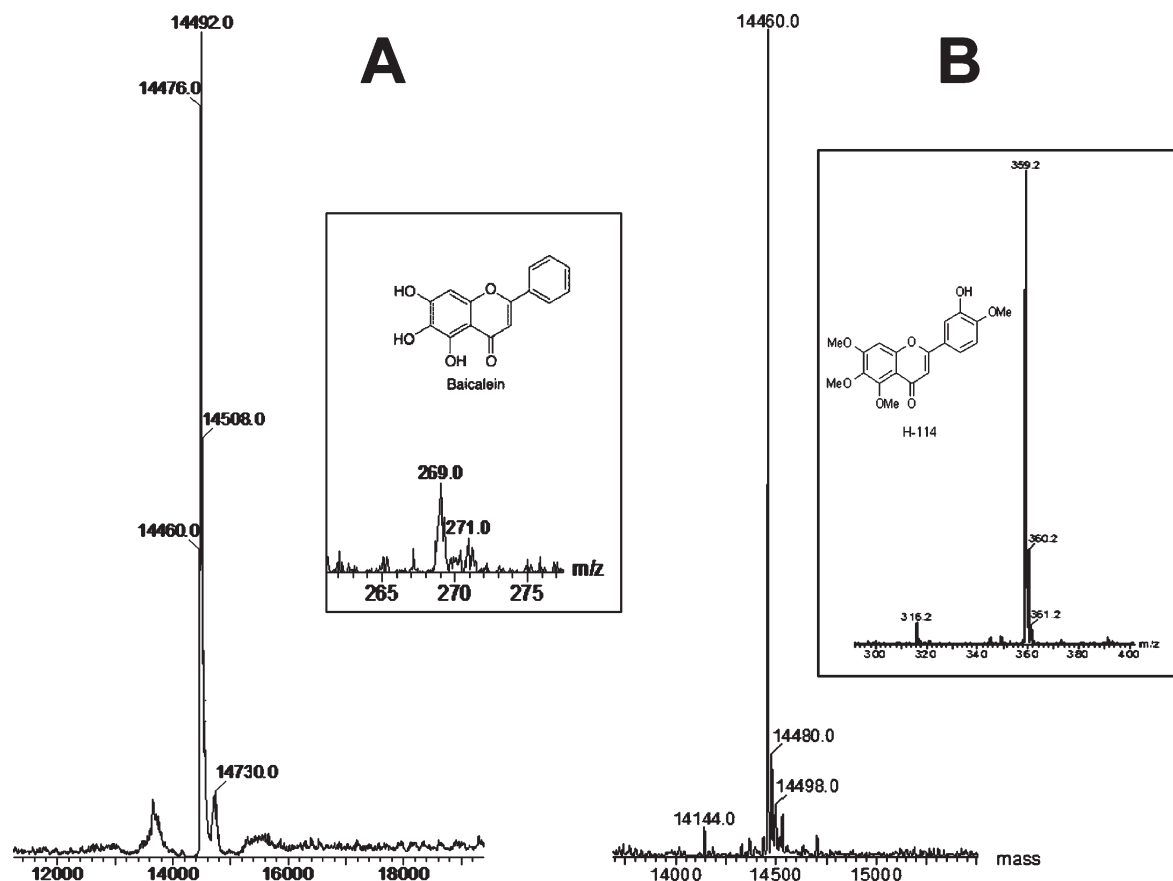 A
14492.0
14476.0
14508.0
14460.0
14730.0
12000 14000 16000 18000
HO
O
HO
OH O
Baicalein
269.0
271.0
m/z
265 270 275
B
14460.0
14480.0
14498.0
14144.0
14000 14500 15000
mass
359.2
OH
OMe
MeO
O
MeO
OMe O
H-114
360.2
361.2
316.2
m/z
300 320 340 360 380 400